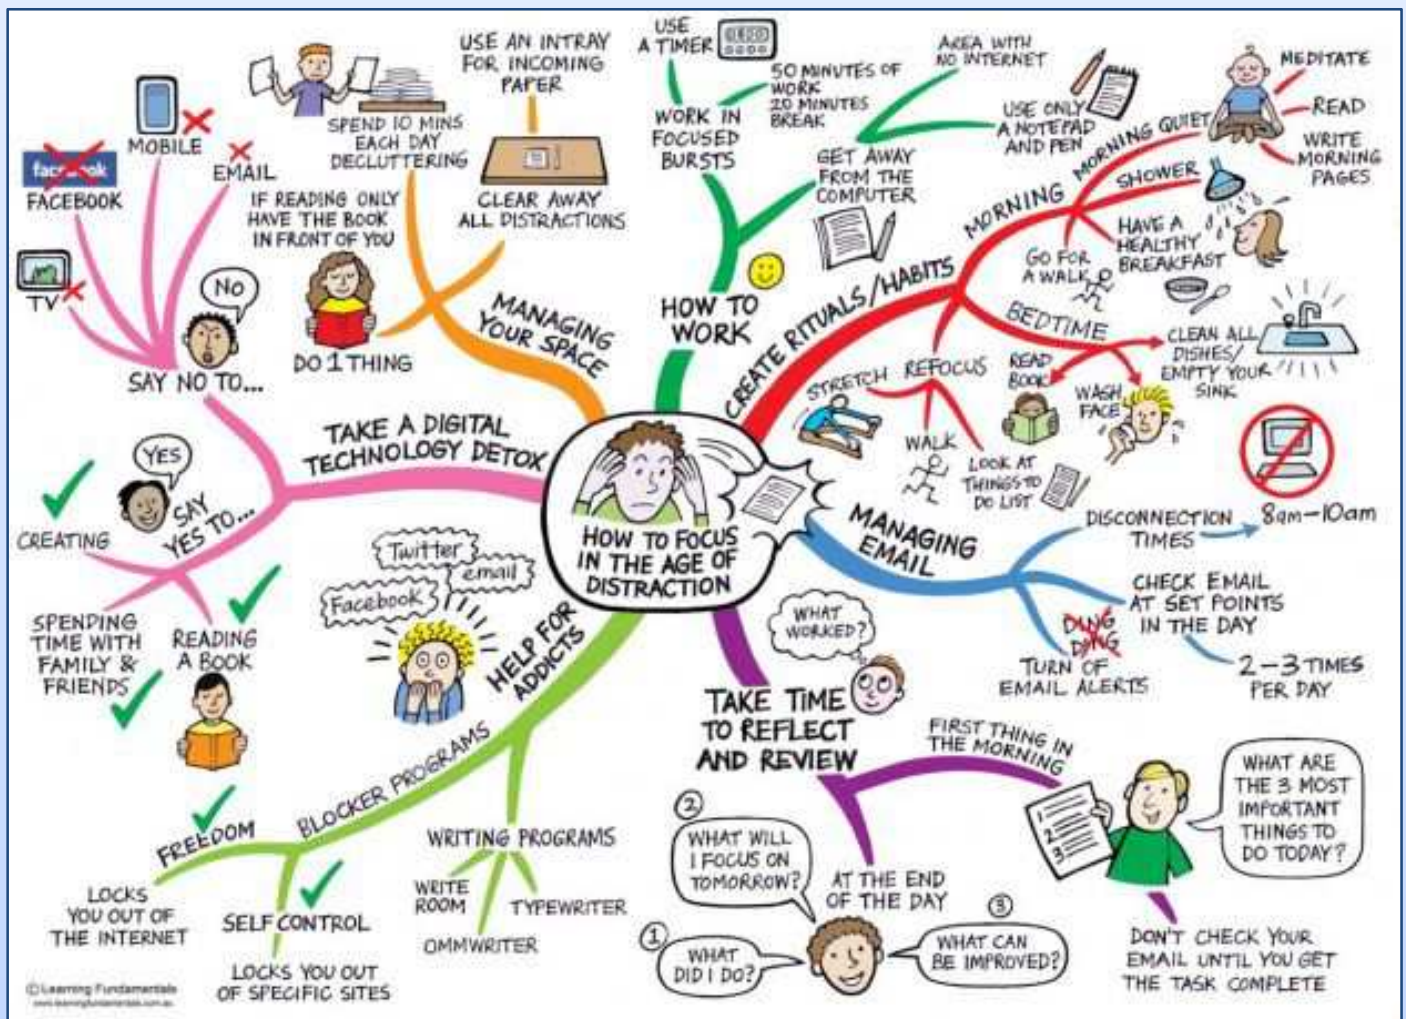 HOW TO FOCUS
IN THE AGE OF
DISTRACTION
HOW TO
WORK
WORK IN
FOCUSED
BURSTS
USE
A TIMER
50 MINUTES OF
WORK
20 MINUTES
BREAK
GET AWAY
FROM THE
COMPUTER
AREA WITH
NO INTERNET
USE ONLY
A NOTEPAD
AND PEN
CREATE RITUALS/HABITS
MORNING
MORNING QUIET
MEDITATE
READ
WRITE
MORNING
PAGES
SHOWER
HAVE A
HEALTHY
BREAKFAST
GO FOR
A WALK
BEDTIME
CLEAN ALL
DISHES/
EMPTY YOUR
SINK
WASH
FACE
READ
BOOK
REFOCUS
STRETCH
WALK
LOOK AT
THINGS TO
DO LIST
MANAGING
EMAIL
DISCONNECTION
TIMES
8am-10am
CHECK EMAIL
AT SET POINTS
IN THE DAY
2-3 TIMES
PER DAY
DING
DING
TURN OF
EMAIL ALERTS
TAKE TIME
TO REFLECT
AND REVIEW
WHAT
WORKED?
FIRST THING IN
THE MORNING
1
2
3.
WHAT ARE
THE 3 MOST
IMPORTANT
THINGS TO
DO TODAY?
DON'T CHECK YOUR
EMAIL UNTIL YOU GET
THE TASK COMPLETE
AT THE END
OF THE DAY
1
WHAT
DID I DO?
2
WHAT WILL
I FOCUS ON
TOMORROW?
3
WHAT CAN
BE IMPROVED?
HELP FOR
ADDICTS
Twitter
email
Facebook
WRITING PROGRAMS
WRITE
ROOM
OMMWRITER
TYPEWRITER
BLOCKER PROGRAMS
FREEDOM
LOCKS
YOU OUT OF
THE INTERNET
SELF CONTROL
LOCKS YOU OUT
OF SPECIFIC SITES
TAKE A DIGITAL
TECHNOLOGY DETOX
SAY NO TO...
NO
TV
facebook
FACEBOOK
MOBILE
EMAIL
SAY
YES TO...
YES
CREATING
SPENDING
TIME WITH
FAMILY &
FRIENDS
READING
A BOOK
MANAGING
YOUR SPACE
SPEND 10 MINS
EACH DAY
DECLUTTERING
USE AN INTRAY
FOR INCOMING
PAPER
CLEAR AWAY
ALL DISTRACTIONS
IF READING ONLY
HAVE THE BOOK
IN FRONT OF YOU
DO 1 THING
© Learning Fundamentals
www.learningfundamentals.com.au